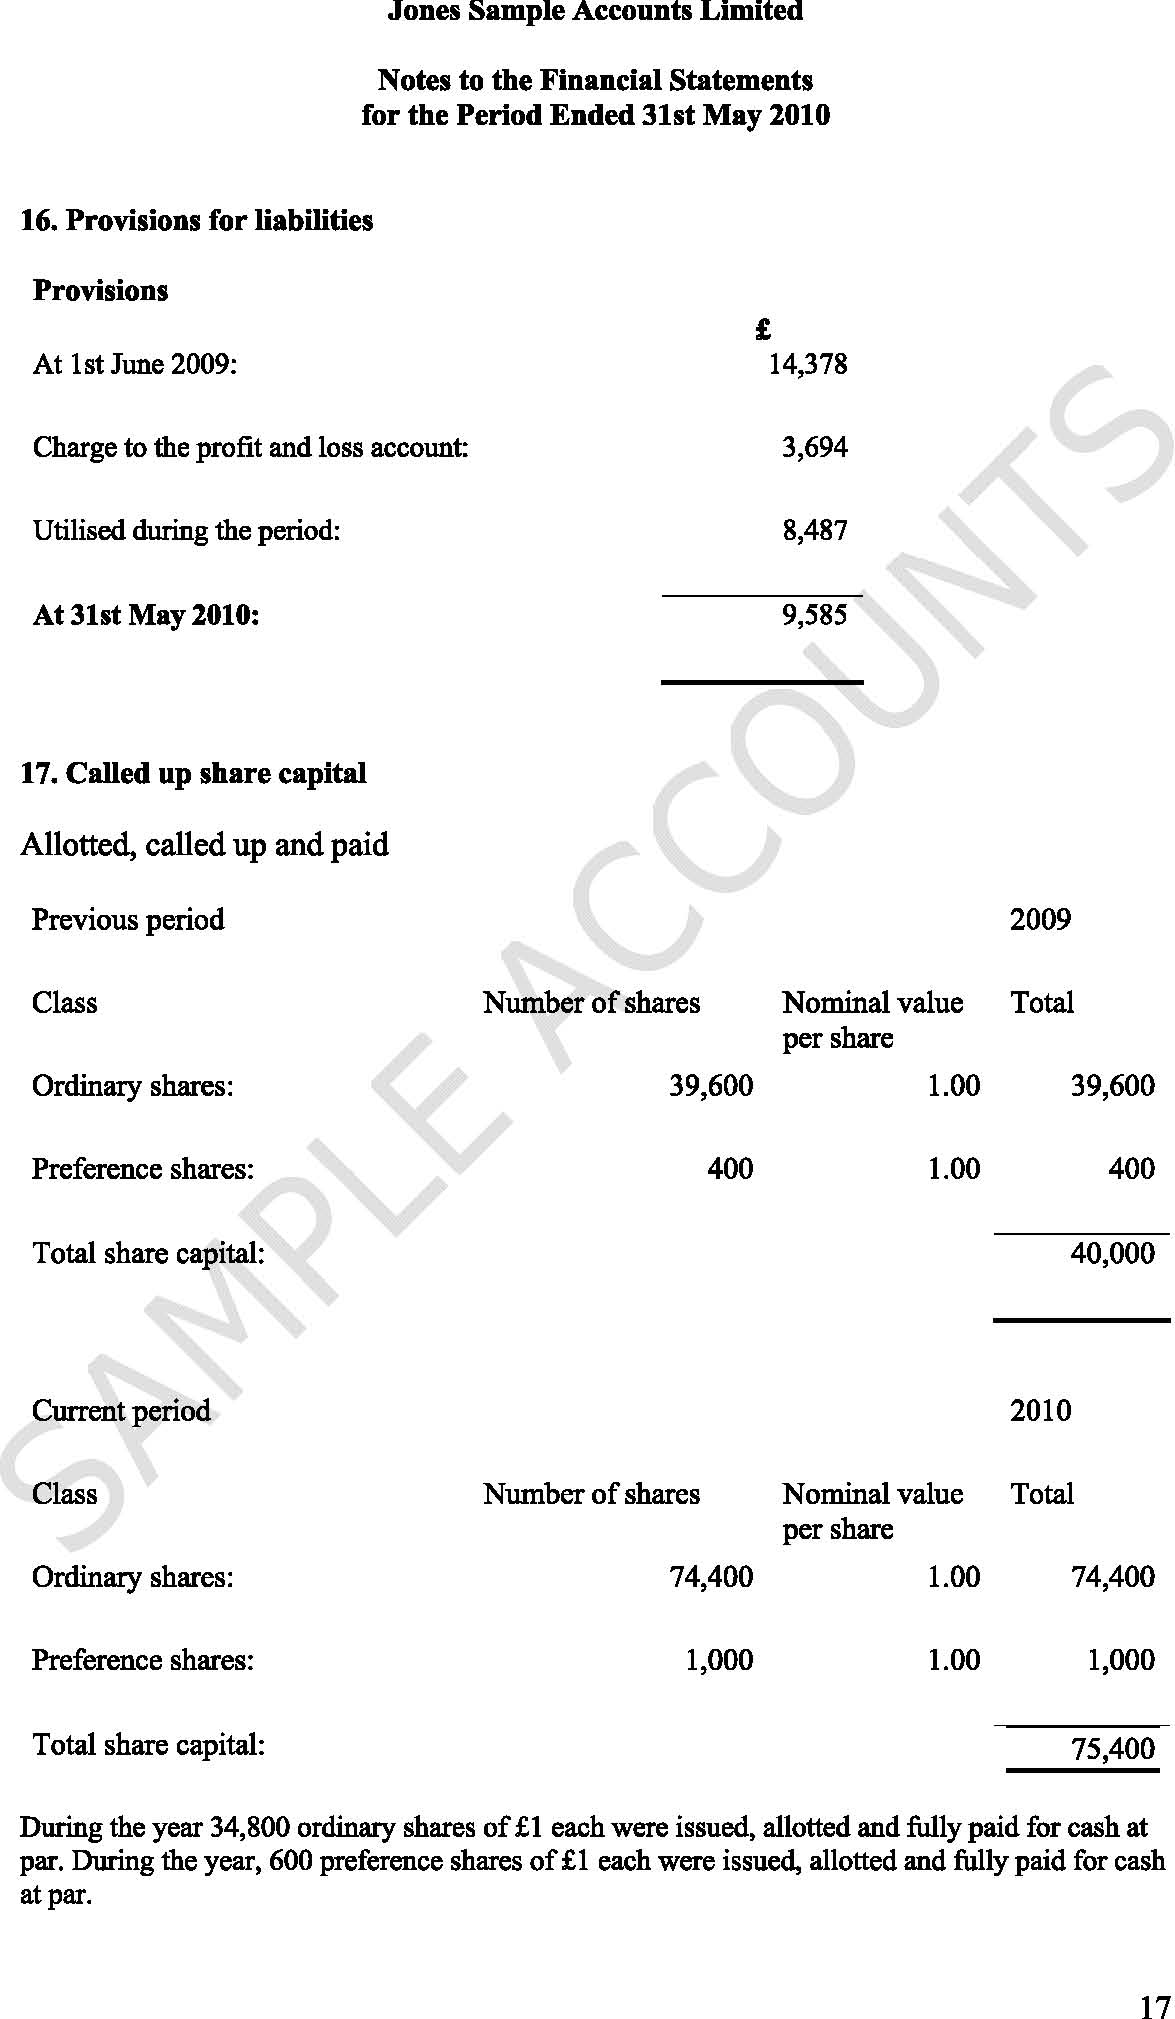 Jones Sample Accounts Limited
Notes to the Financial Statements
for the Period Ended 31st May 2010
16. Provisions for liabilities
Provisions
£
At 1st June 2009: 14,378
Charge to the profit and loss account: 3,694
Utilised during the period: 8,487
At 31st May 2010: 9,585
17. Called up share capital
Allotted, called up and paid
Previous period 2009
Class Number of shares Nominal value Total
per share
Ordinary shares: 39,600 1.00 39,600
Preference shares: 400 1.00 400
Total share capital: 40,000
Current period 2010
Class Number of shares Nominal value Total
per share
Ordinary shares: 74,400 1.00 74,400
Preference shares: 1,000 1.00 1,000
Total share capital: 75,400
During the year 34,800 ordinary shares of £1 each were issued, allotted and fully paid for cash at
par. During the year, 600 preference shares of £1 each were issued, allotted and fully paid for cash
at par.
17
SAMPLE ACCOUNTS